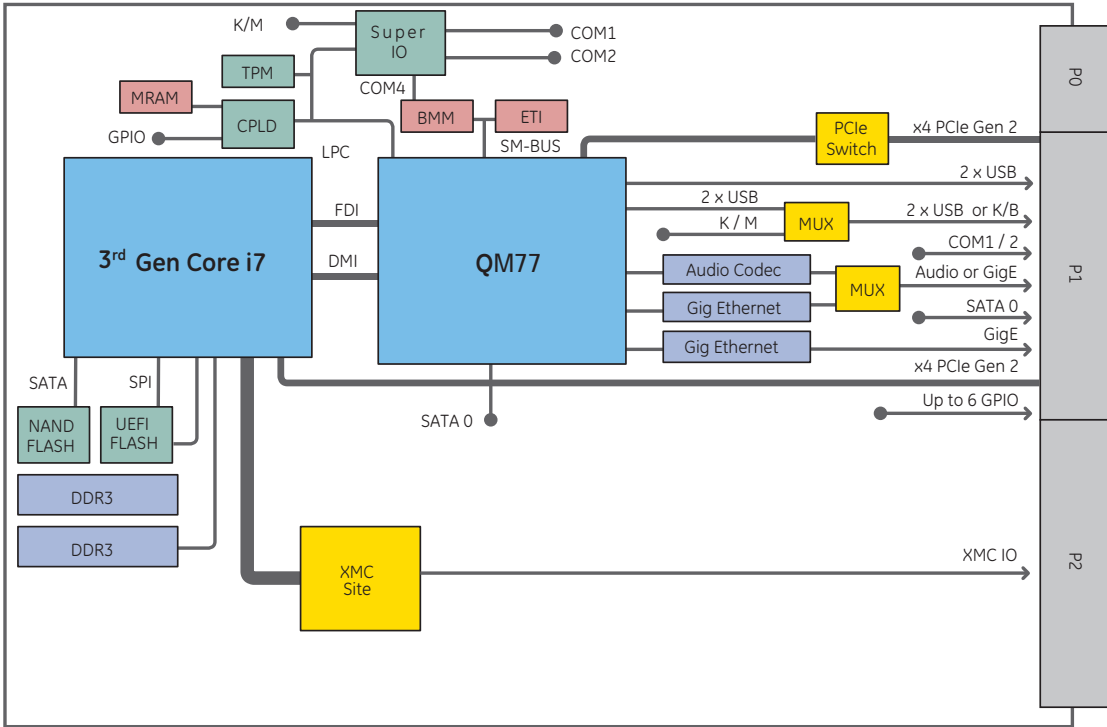 K/M
Super
IO
COM1
COM2
TPM
COM4
MRAM
CPLD
GPIO
BMM
ETI
SM-BUS
LPC
PCIe
Switch
x4 PCIe Gen 2
P0
2 x USB
2 x USB
K / M
MUX
2 x USB or K/B
COM1 / 2
3rd Gen Core i7
FDI
DMI
QM77
Audio Codec
Gig Ethernet
Gig Ethernet
MUX
Audio or GigE
SATA 0
GigE
x4 PCIe Gen 2
P1
Up to 6 GPIO
SATA
SPI
NAND
FLASH
UEFI
FLASH
SATA 0
DDR3
DDR3
XMC
Site
XMC IO
P2